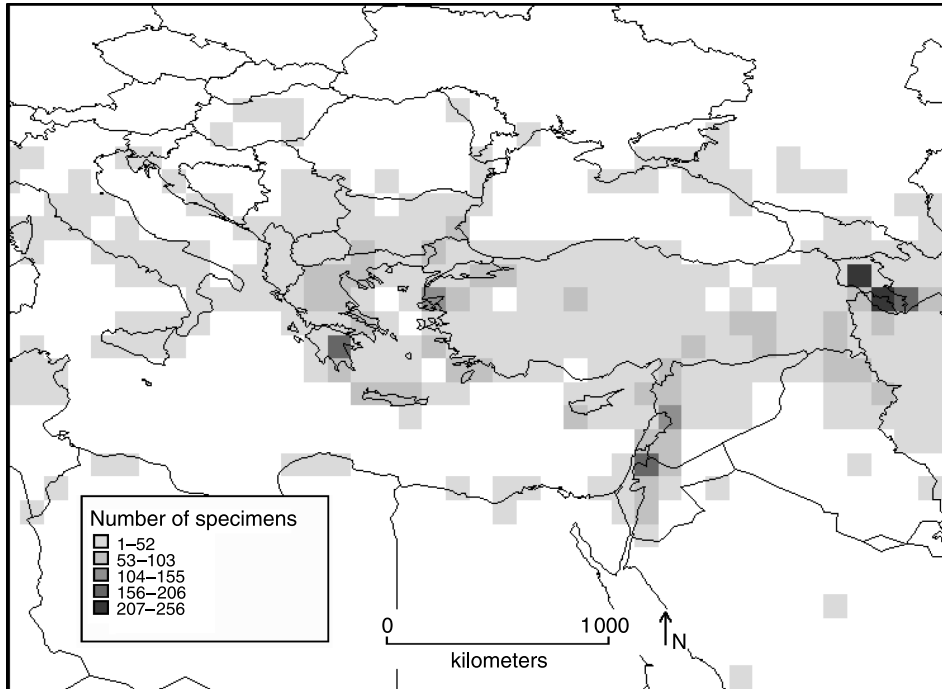 Number of specimens
1–52
53–103
104–155
156–206
207–256
0 1000
kilometers
N